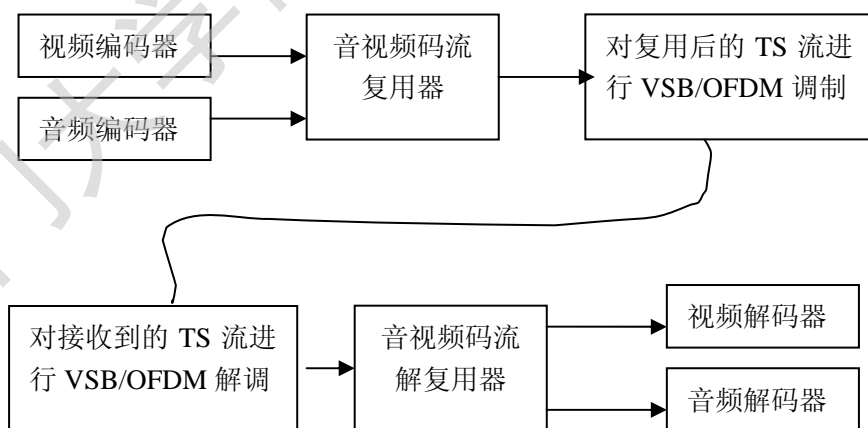 视频编码器
音频编码器
音视频码流
复用器
对复用后的 TS 流进
行 VSB/OFDM 调制
对接收到的 TS 流进
行 VSB/OFDM 解调
音视频码流
解复用器
视频解码器
音频解码器